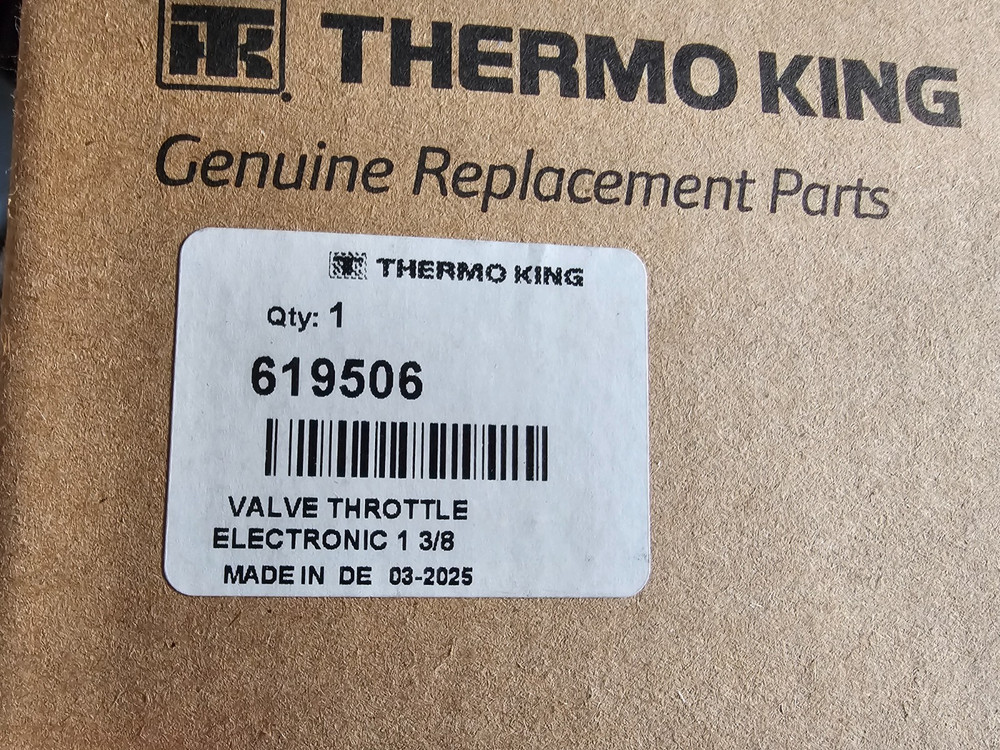 THERMO KING
Genuine Replacement Parts
THERMO KING
Qty: 1
619506
VALVE THROTTLE
ELECTRONIC 1 3/8
MADE IN DE 03-2025